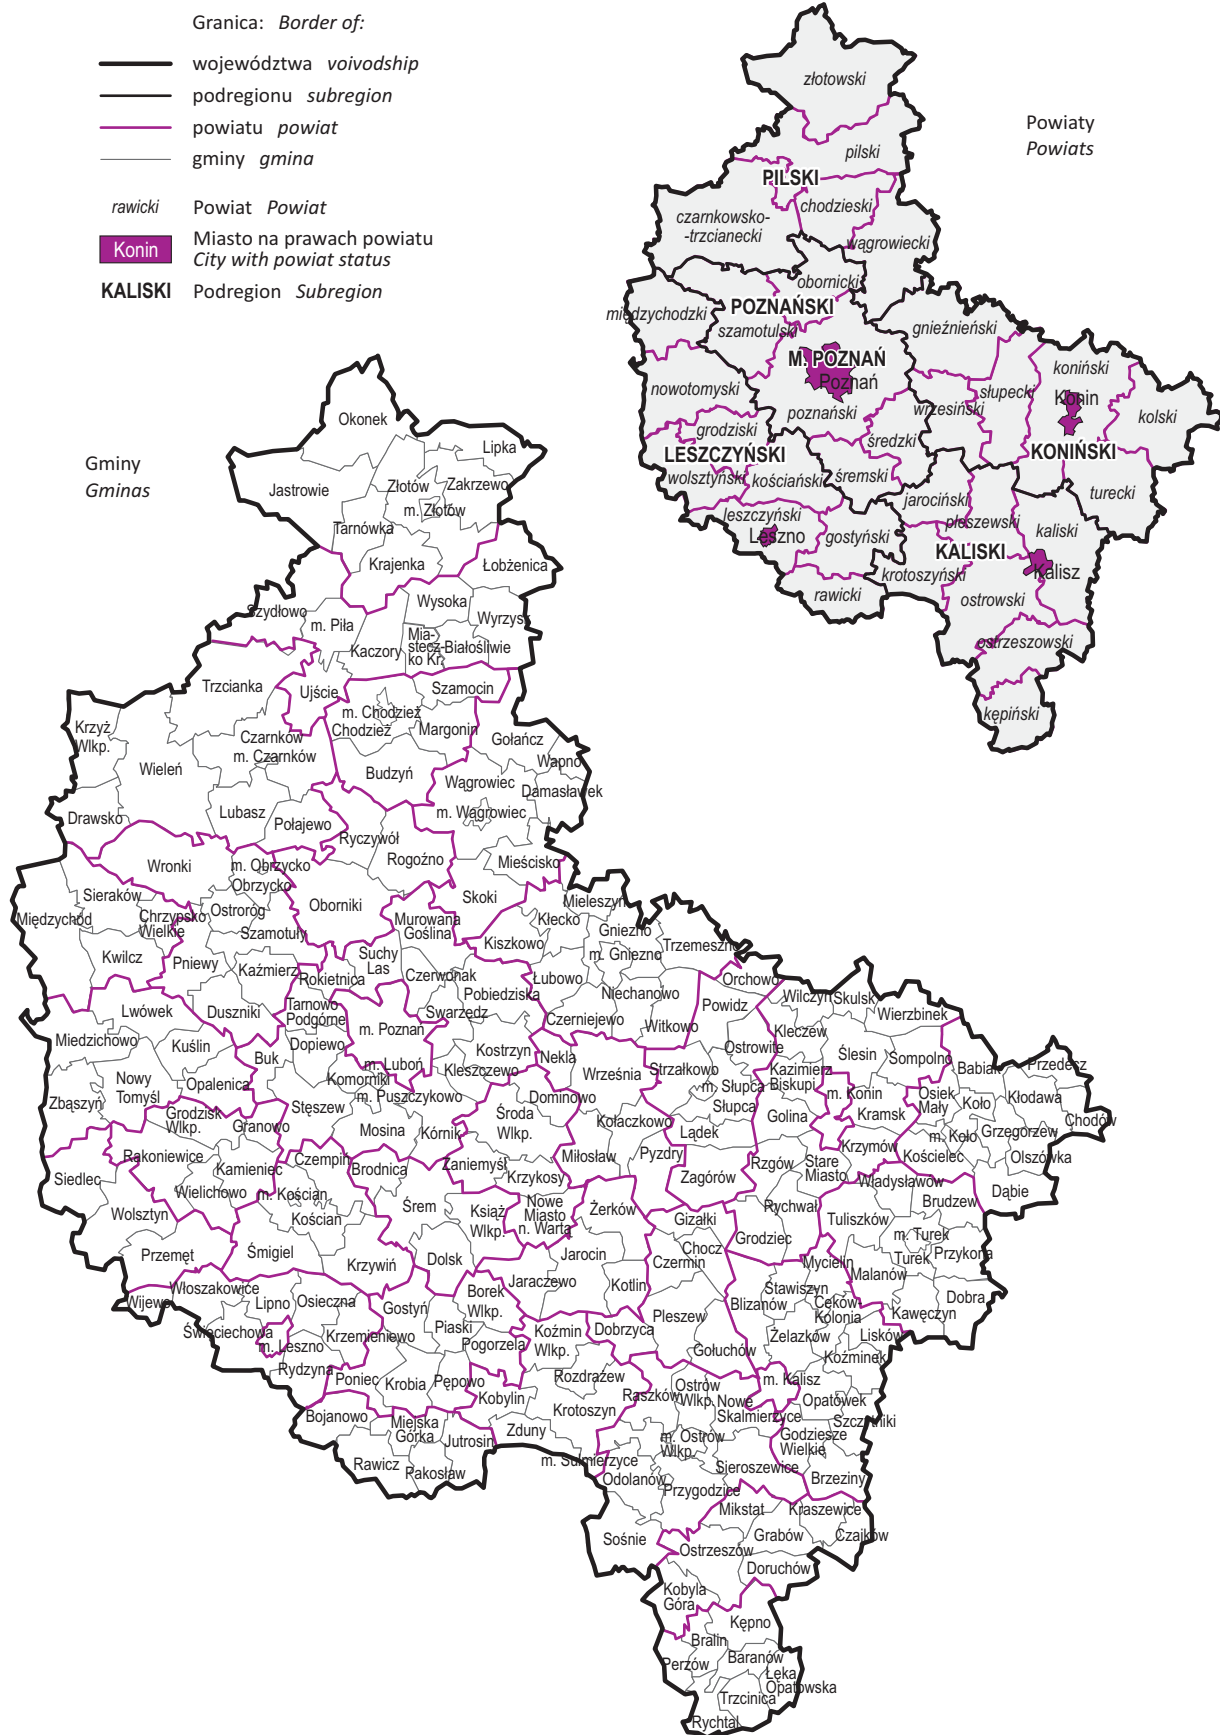 Granica: Border of:
województwa voivodship
podregionu subregion
powiatu powiat
gminy gmina
rawicki Powiat Powiat
Konin Miasto na prawach powiatu
City with powiat status
KALISKI Podregion Subregion
Powiaty
Powiats
złotowski
pilski
PILSKI
chodzieski
czarnkowsko-
-trzcianecki
wągrowiecki
obornicki
międzychodzki
POZNAŃSKI
szamotulski
gnieźnieński
M. POZNAŃ
Poznań
nowotomyski
poznański
wrzesiński
słupecki
koniński
Konin
kolski
grodziski
średzki
LESZCZYŃSKI
KONIŃSKI
wolsztyński
kościański
śremski
jarociński
turecki
leszczyński
Leszno
gostyński
pleszewski
kaliski
KALISKI
Kalisz
krotoszyński
rawicki
ostrowski
ostrzeszowski
kępiński
Gminy
Gminas
Okonek
Lipka
Jastrowie
Złotów
Zakrzewo
m. Złotów
Tarnówka
Krajenka
Łobżenica
Szydłowo
m. Piła
Wysoka
Wyrzysk
Kaczory
Mia-
stecz-
ko Kr.
Białośliwie
Trzcianka
Ujście
Szamocin
m. Chodzież
Chodzież
Margonin
Krzyż
Wlkp.
Czarnków
m. Czarnków
Gołańcz
Wapno
Wieleń
Budzyń
Wągrowiec
Damasławek
m. Wągrowiec
Drawsko
Lubasz
Połajewo
Ryczywół
Rogoźno
Mieścisko
Wronki
m. Obrzycko
Obrzycko
Sieraków
Międzychód
Chrzypsko
Wielkie
Ostroróg
Oborniki
Murowana
Goślina
Skoki
Mieleszyn
Kłecko
Szamotuły
Gniezno
Kiszkowo
Trzemeszno
m. Gniezno
Kwilcz
Pniewy
Kaźmierz
Rokietnica
Suchy
Las
Czerwonak
Łubowo
Orchowo
Pobiedziska
Niechanowo
Powidz
Wilczyn
Skulsk
Wierzbinek
Lwówek
Duszniki
Tarnowo
Podgórne
Swarzędz
Czerniejewo
Witkowo
Miedzichowo
Kuślin
Dopiewo
m. Poznań
Kleczew
Buk
m. Luboń
Kostrzyn
Nekla
Ostrowite
Ślesin
Sompolno
Babiak
Przedecz
Nowy
Tomyśl
Opalenica
Komorniki
Kleszczewo
Września
Strzałkowo
Kazimierz
Biskupi
Zbąszyń
m. Puszczykowo
Dominowo
m. Słupca
m. Konin
Osiek
Mały
Koło
Kłodawa
Grodzisk
Wlkp.
Stęszew
Środa
Wlkp.
Słupca
Golina
Kramsk
Chodów
Granowo
Mosina
Kórnik
Kołaczkowo
Lądek
m. Koło
Grzegorzew
Krzymów
Kościelec
Olszówka
Rakoniewice
Czempiń
Brodnica
Zaniemyśl
Miłosław
Pyzdry
Rzgów
Stare
Miasto
Siedlec
Kamieniec
Krzykosy
Zagórów
Władysławów
Dąbie
Wielichowo
m. Kościan
Brudzew
Wolsztyn
Kościan
Śrem
Książ
Wlkp.
Nowe
Miasto
n. Wartą
Żerków
Rychwał
Gizałki
Tuliszków
m. Turek
Przemęt
Śmigiel
Krzywiń
Dolsk
Jarocin
Chocz
Grodziec
Turek
Przykona
Czermin
Mycielin
Malanów
Włoszakowice
Jaraczewo
Kotlin
Stawiszyn
Wijewo
Lipno
Osieczna
Gostyń
Borek
Wlkp.
Blizanów
Ceków-
Kolonia
Dobra
Kawęczyn
Święciechowa
m. Leszno
Krzemieniewo
Piaski
Pogorzela
Koźmin
Wlkp.
Dobrzyca
Pleszew
Żelazków
Lisków
Gołuchów
Koźminek
Rydzyna
Poniec
Krobia
Pępowo
Kobylin
Rozdrażew
Raszków
Ostrów
Wlkp.
Nowe
Skalmierzyce
m. Kalisz
Opatówek
Bojanowo
Miejska
Górka
Krotoszyn
Szczytniki
Jutrosin
Zduny
m. Ostrów
Wlkp.
Godziesze
Wielkie
Rawicz
Pakosław
m. Sulmierzyce
Odolanów
Sieroszewice
Brzeziny
Przygodzice
Mikstat
Kraszewice
Sośnie
Grabów
Czajków
Ostrzeszów
Doruchów
Kobyla
Góra
Kępno
Bralin
Perzów
Baranów
Łęka
Opatowska
Trzcinica
Rychtal